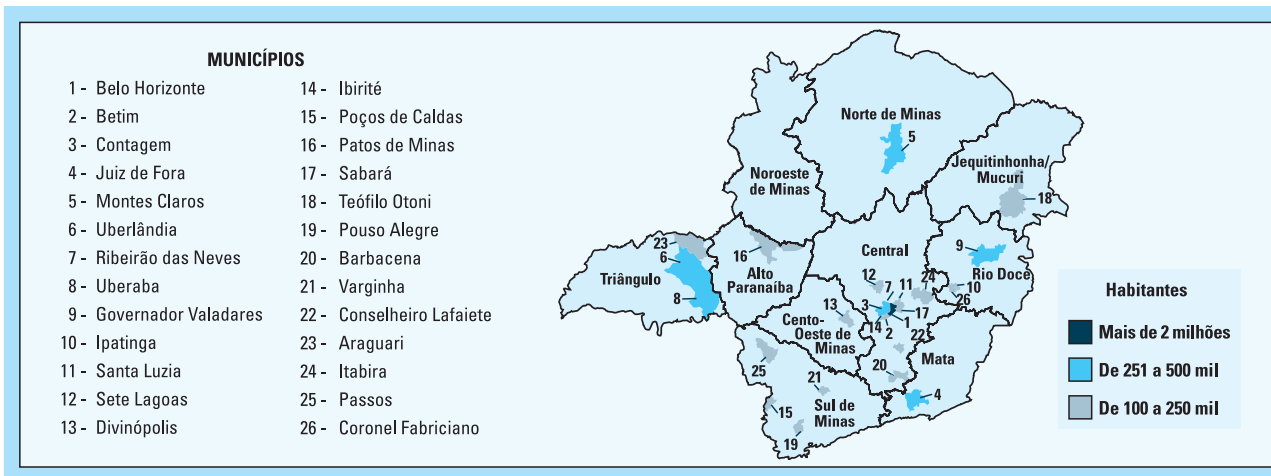 MUNICÍPIOS
1 - Belo Horizonte
2 - Betim
3 - Contagem
4 - Juiz de Fora
5 - Montes Claros
6 - Uberlândia
7 - Ribeirão das Neves
8 - Uberaba
9 - Governador Valadares
10 - Ipatinga
11 - Santa Luzia
12 - Sete Lagoas
13 - Divinópolis
14 - Ibirité
15 - Poços de Caldas
16 - Patos de Minas
17 - Sabará
18 - Teófilo Otoni
19 - Pouso Alegre
20 - Barbacena
21 - Varginha
22 - Conselheiro Lafaiete
23 - Araguari
24 - Itabira
25 - Passos
26 - Coronel Fabriciano
Norte de Minas
5
Jequitinhonha/
Mucuri
18
Noroeste
de Minas
23
6
Triângulo
8
16
Alto
Paranaíba
Central
12
7
11
24
3
14
2
1
17
22
9
Rio Doce
10
26
13
Cento-
Oeste de
Minas
Mata
20
4
25
21
15
Sul de
Minas
19
Habitantes
Mais de 2 milhões
De 251 a 500 mil
De 100 a 250 mil